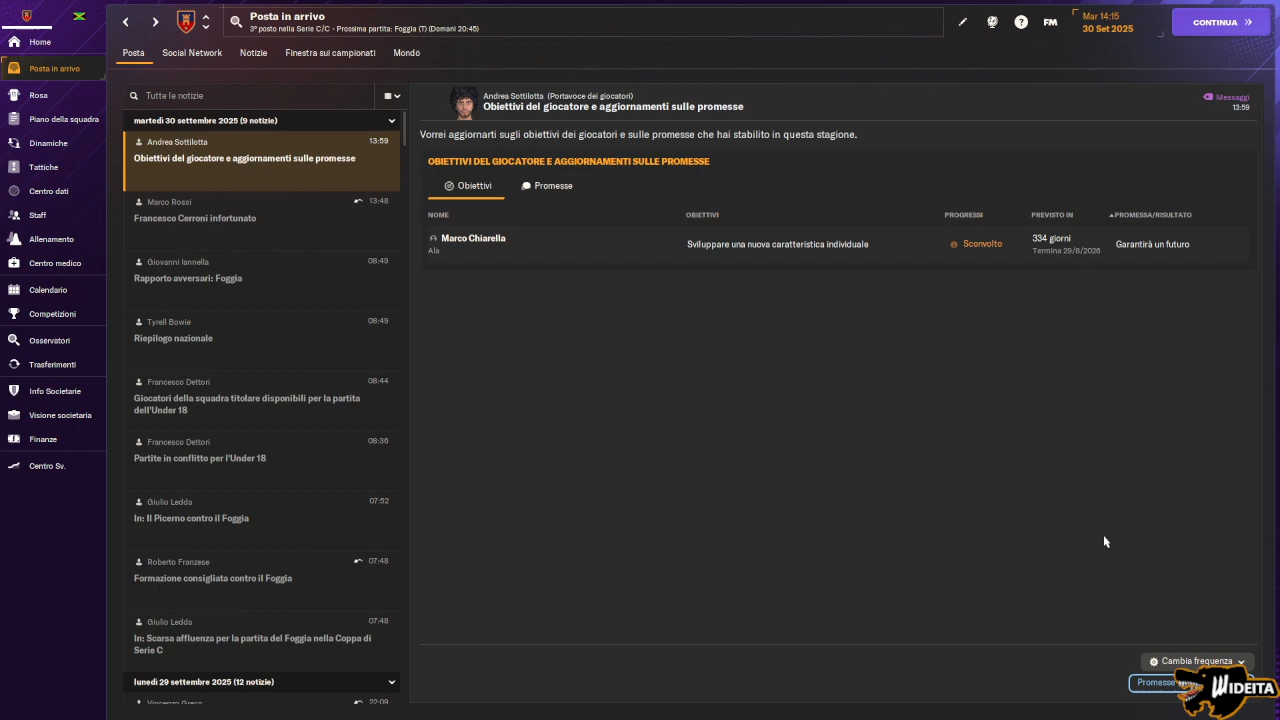 Posta in arrivo
3° posto nella Serie C/C - Prossima partita: Foggia (T) (Domani 20:45)
FM
Mar 14:15
30 Set 2025
CONTINUA
Posta
Social Network
Notizie
Finestra sui campionati
Mondo
Home
Posta in arrivo
Rosa
Piano della squadra
Dinamiche
Tattiche
Centro dati
Staff
Allenamento
Centro medico
Calendario
Competizioni
Osservatori
Trasferimenti
Info Societarie
Visione societaria
Finanze
Centro Sv.
Tutte le notizie
martedì 30 settembre 2025 (9 notizie)
Andrea Sottilotta 13:59
Obiettivi del giocatore e aggiornamenti sulle promesse
Marco Rossi 13:48
Francesco Cerroni infortunato
Giovanni Iannella 08:49
Rapporto avversari: Foggia
Tyrell Bowie 08:49
Riepilogo nazionale
Francesco Dettori 08:44
Giocatori della squadra titolare disponibili per la partita
dell'Under 18
Francesco Dettori 08:36
Partite in conflitto per l'Under 18
Giulio Ledda 07:52
In: Il Picerno contro il Foggia
Roberto Franzese 07:48
Formazione consigliata contro il Foggia
Giulio Ledda 07:48
In: Scarsa affluenza per la partita del Foggia nella Coppa di
Serie C
lunedì 29 settembre 2025 (12 notizie)
Vincenzo Greco 22:09
Andrea Sottilotta (Portavoce dei giocatori)
Obiettivi del giocatore e aggiornamenti sulle promesse
Messaggi
13:59
Vorrei aggiornarti sugli obiettivi dei giocatori e sulle promesse che hai stabilito in questa stagione.
OBIETTIVI DEL GIOCATORE E AGGIORNAMENTI SULLE PROMESSE
Obiettivi
Promesse
NOME OBIETTIVI PROGRESSI PREVISTO IN PROMESSA/RISULTATO
Marco Chiarella
Ala
Sviluppare una nuova caratteristica individuale
Sconvolto
334 giorni
Termina 29/8/2026
Garantirà un futuro
Cambia frequenza
Promesse
WIDEITA